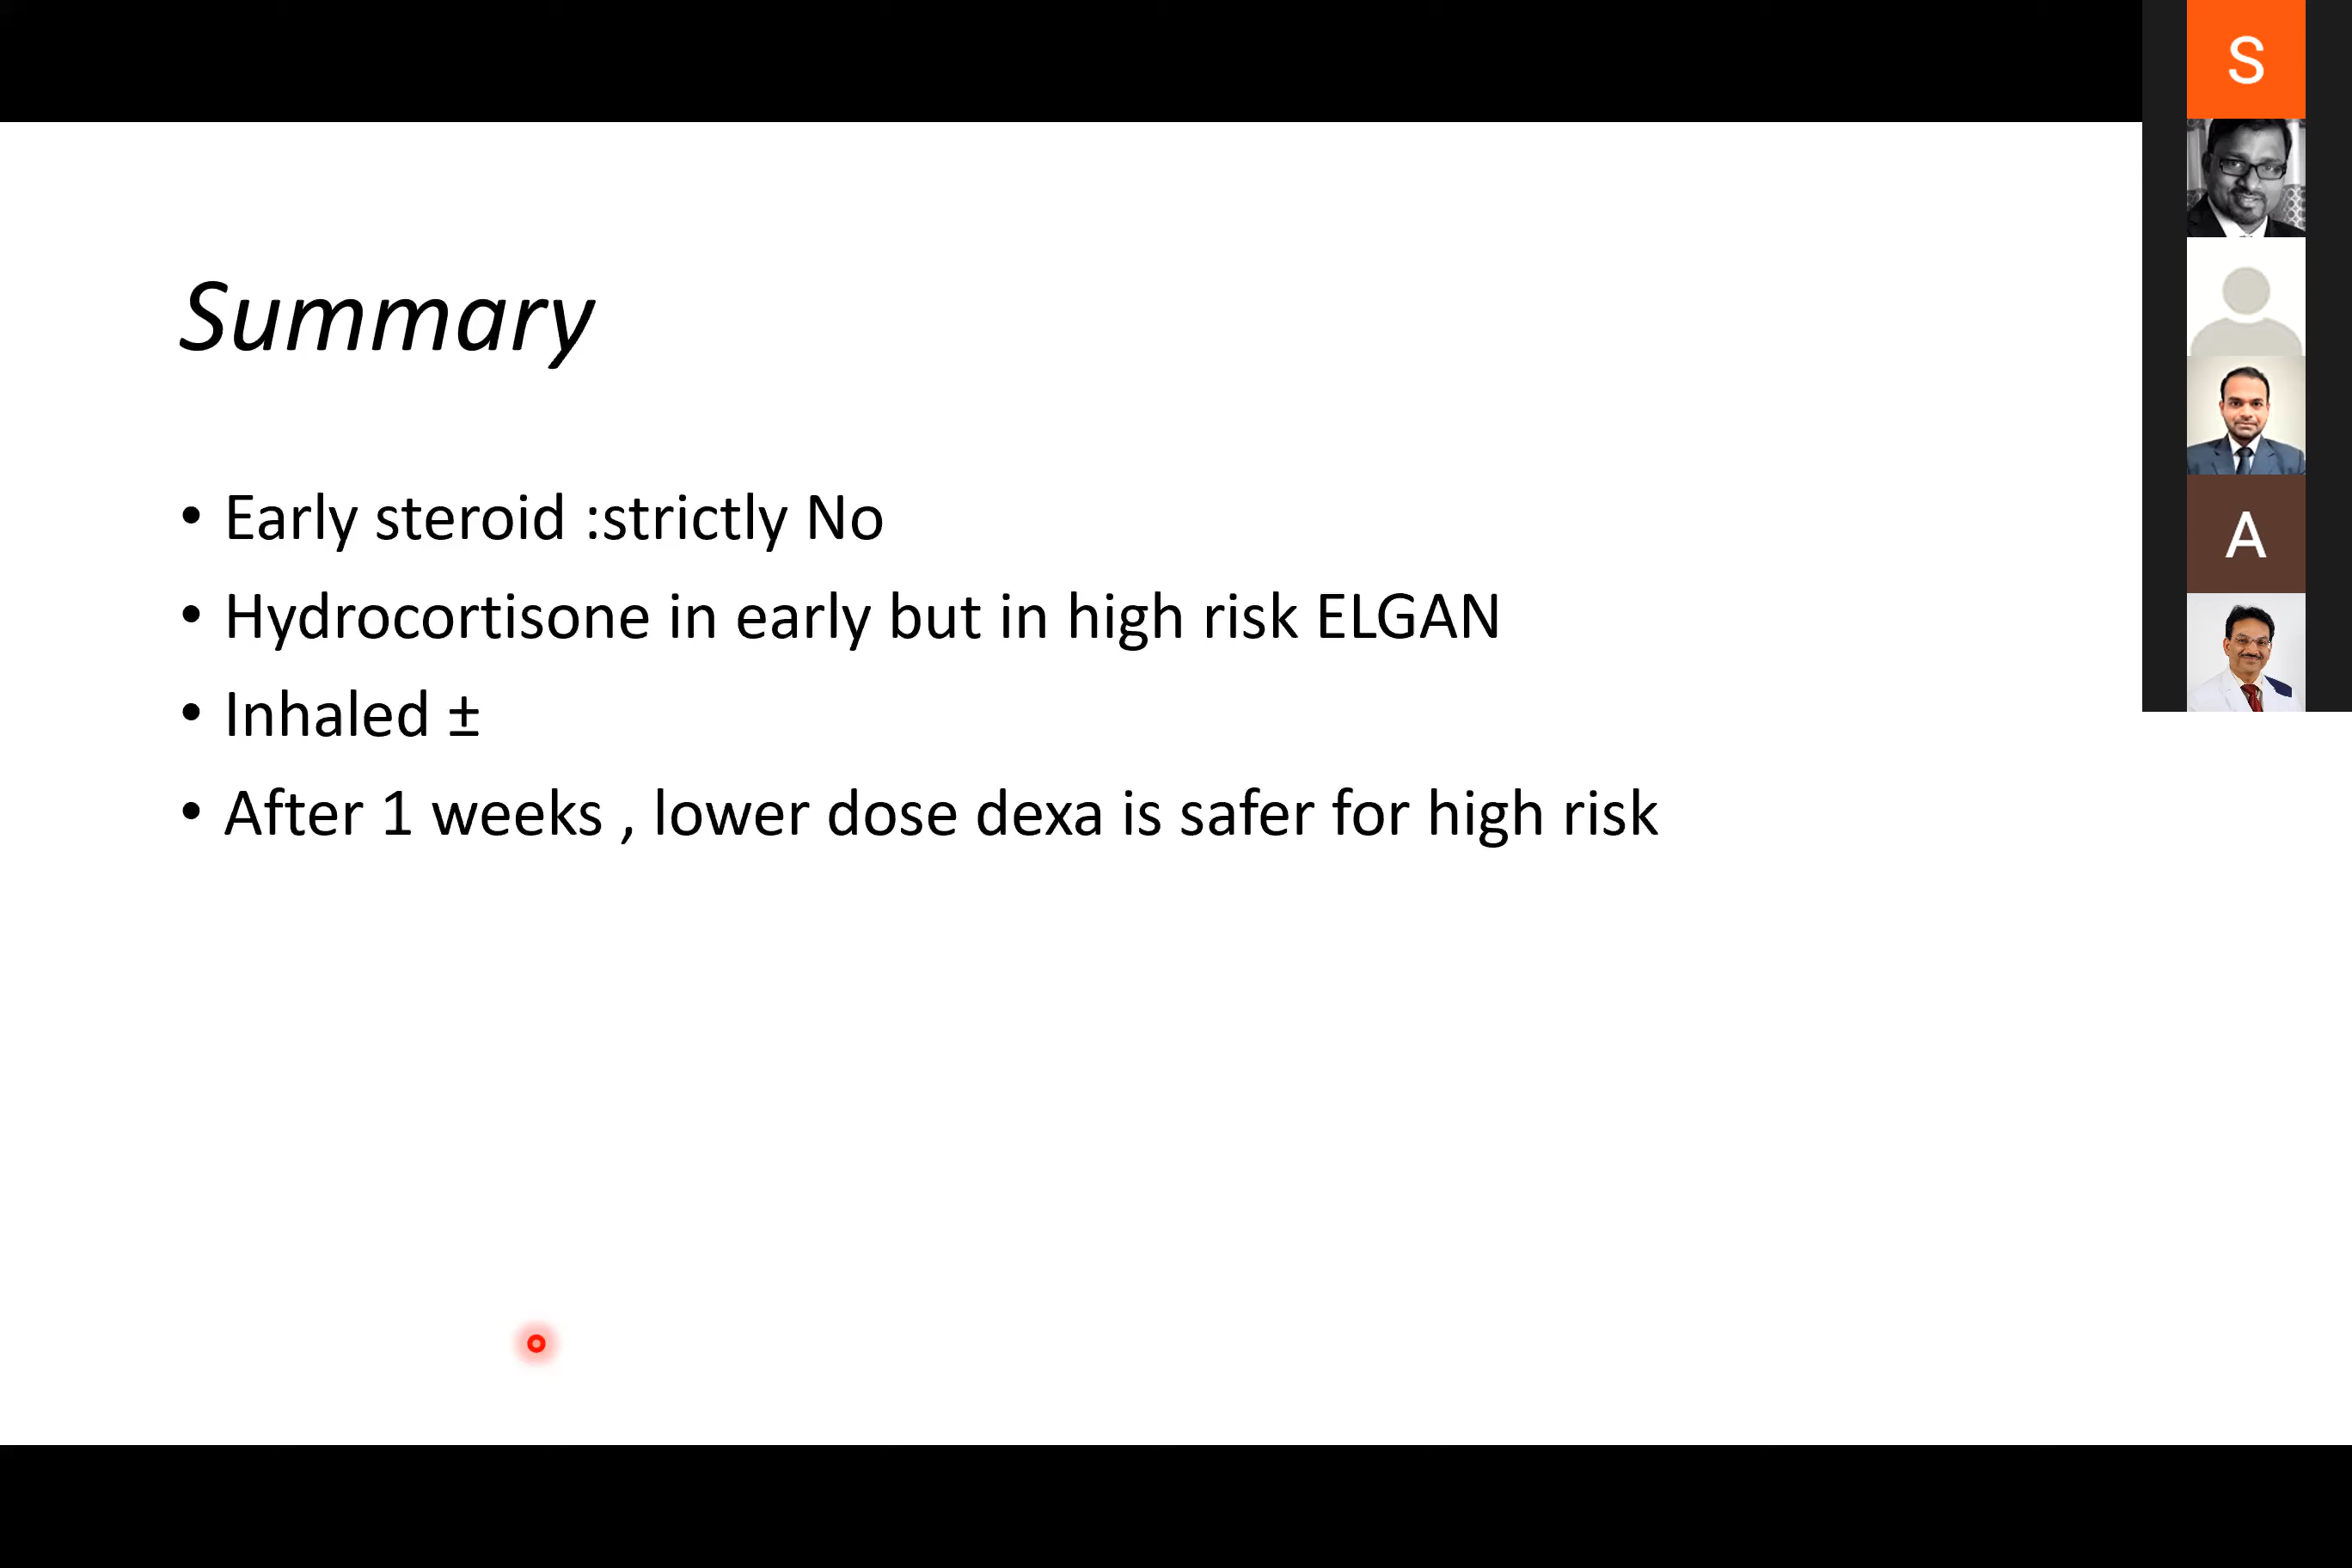 Summary
• Early steroid :strictly No
• Hydrocortisone in early but in high risk ELGAN
• Inhaled ±
• After 1 weeks , lower dose dexa is safer for high risk
S
A